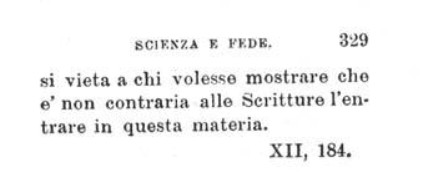 SCIENZA E FEDE. 329
si vieta a chi volesse mostrare che
e' non contraria alle Scritture l'en-
trare in questa materia.
XII, 184.